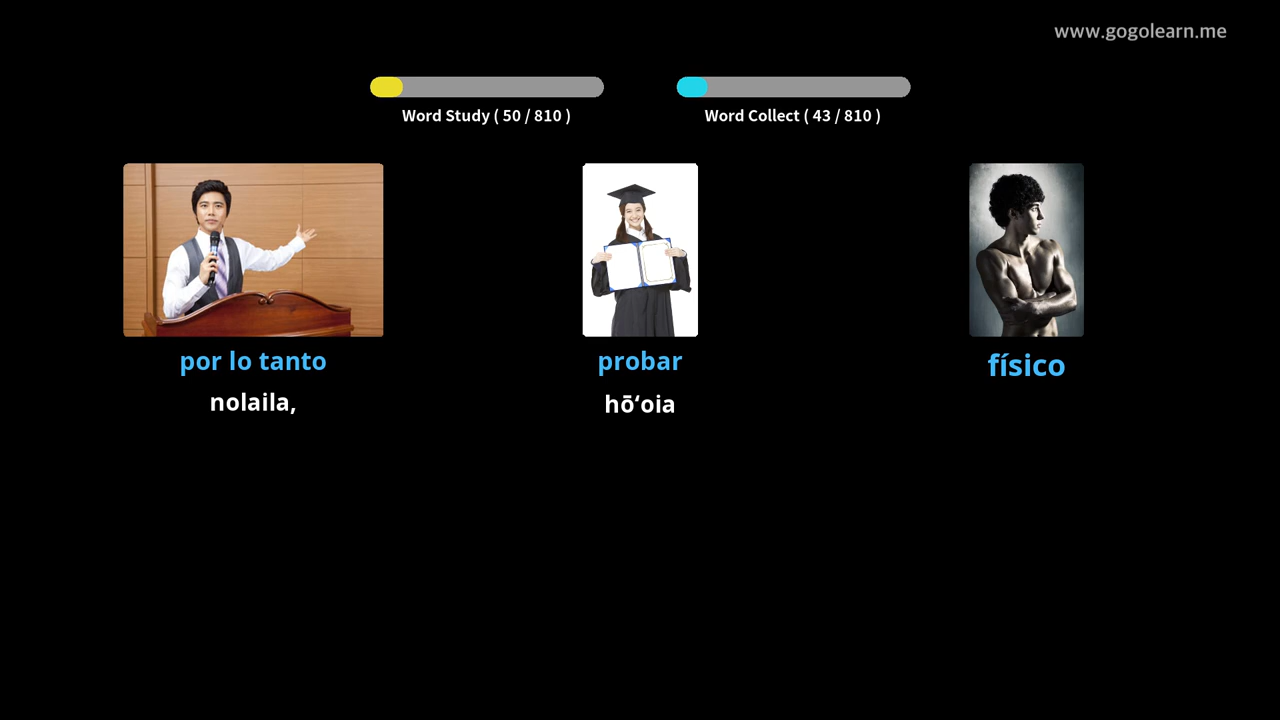 www.gogolearn.me
Word Study ( 50 / 810 )
Word Collect ( 43 / 810 )
por lo tanto
nolaila,
probar
hōʻoia
físico